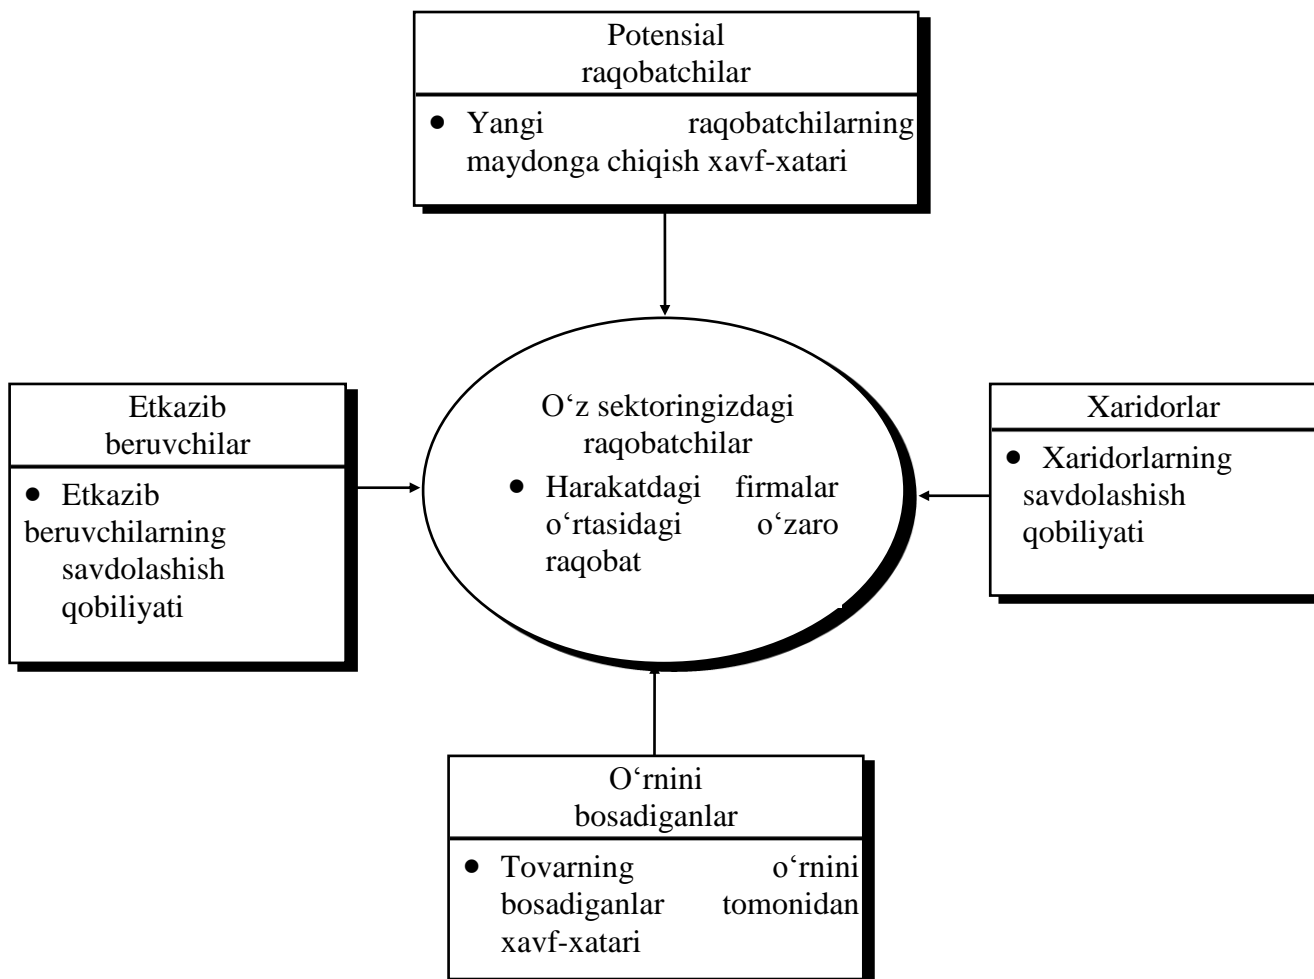 Potensial
raqobatchilar
● Yangi raqobatchilarning
maydonga chiqish xavf-xatari
Etkazib
beruvchilar
● Etkazib
beruvchilarning
savdolashish
qobiliyati
O‘z sektoringizdagi
raqobatchilar
● Harakatdagi firmalar
o‘rtasidagi o‘zaro
raqobat
Xaridorlar
● Xaridorlarning
savdolashish
qobiliyati
O‘rnini
bosadiganlar
● Tovarning o‘rnini
bosadiganlar tomonidan
xavf-xatari